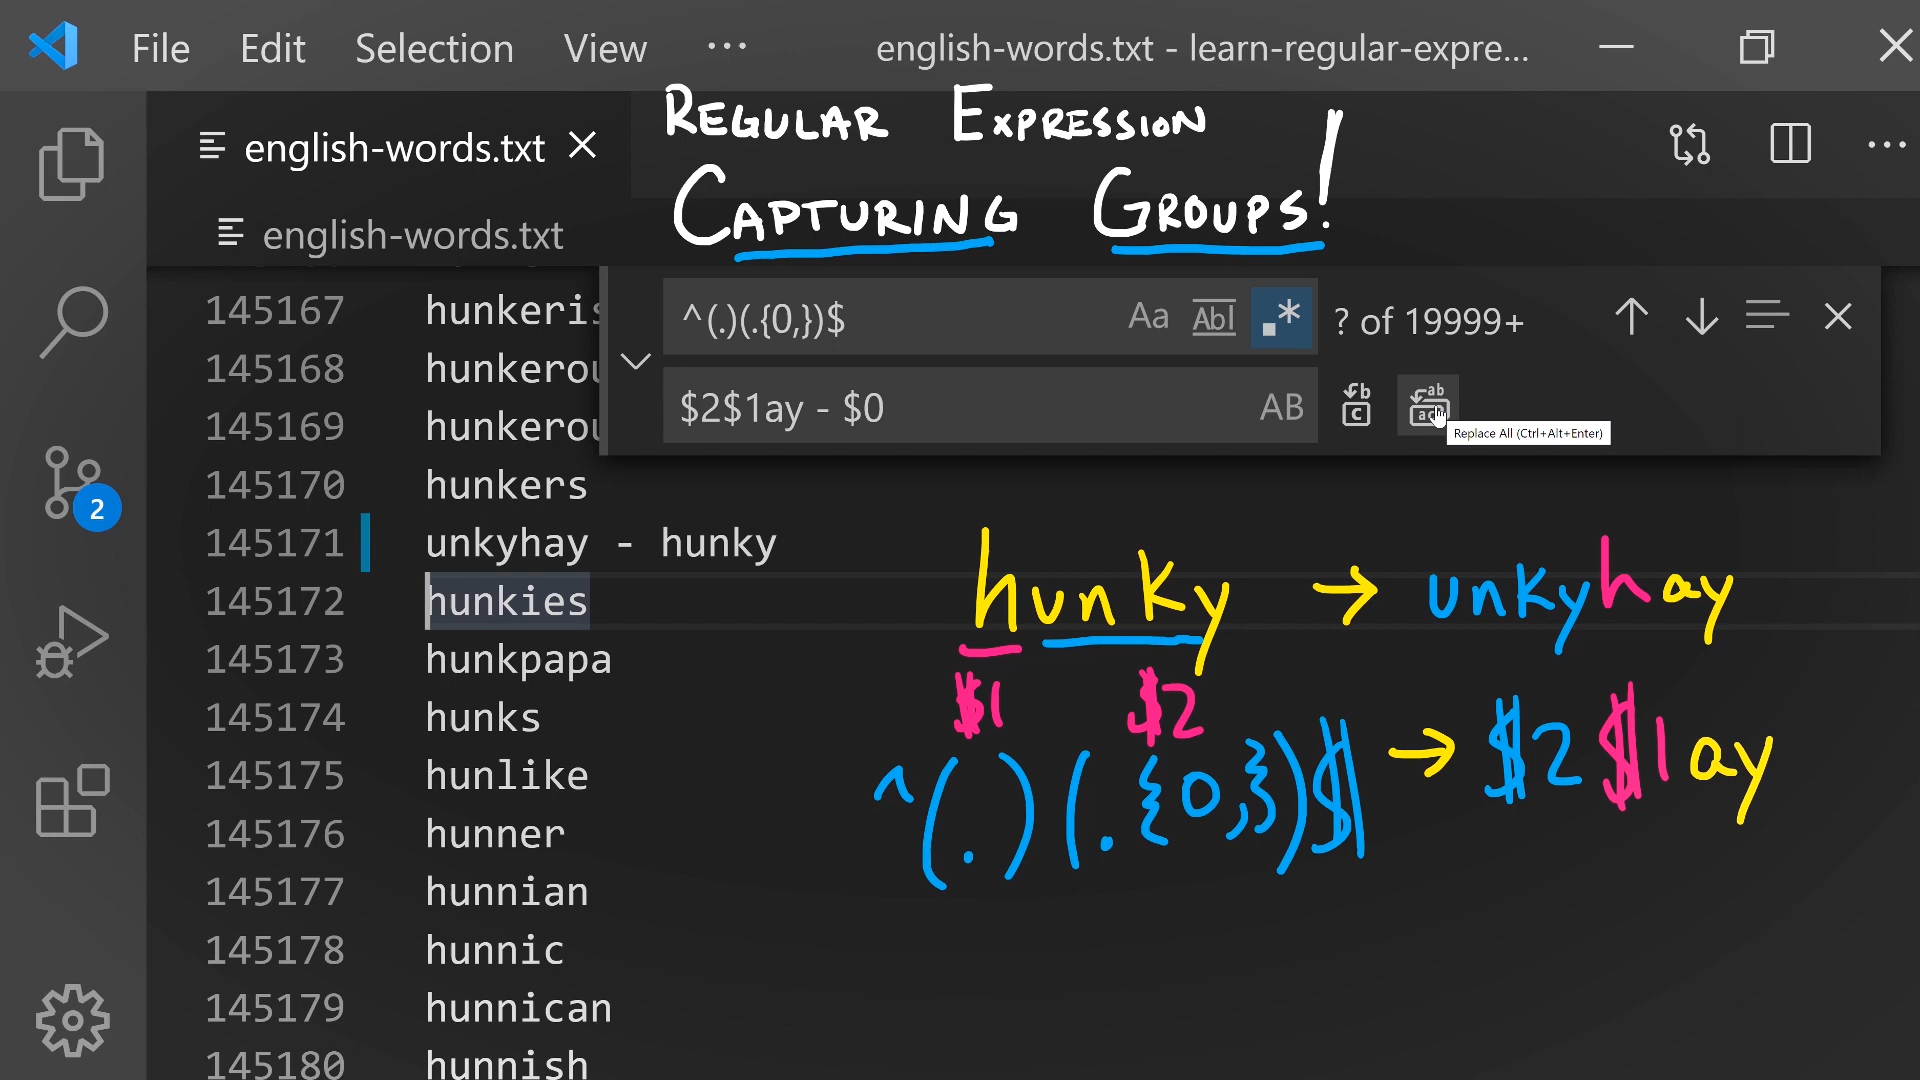 File Edit Selection View ... english-words.txt - learn-regular-expre...
REGULAR EXPRESSION
english-words.txt
CAPTURING GROUPS!
english-words.txt
^(.)(.{0,})$ Aa Abl .* ? of 19999+
$2$1ay - $0 AB
Replace All (Ctrl+Alt+Enter)
145167 hunkeris
145168 hunkerou
145169 hunkerou
145170 hunkers
145171 unkyhay - hunky
145172 hunkies
145173 hunkpapa
145174 hunks
145175 hunlike
145176 hunner
145177 hunnian
145178 hunnic
145179 hunnican
145180 hunnish
2
hunky → unkyhay
$1 $2
^(.)(.{0,})$ → $2$1ay